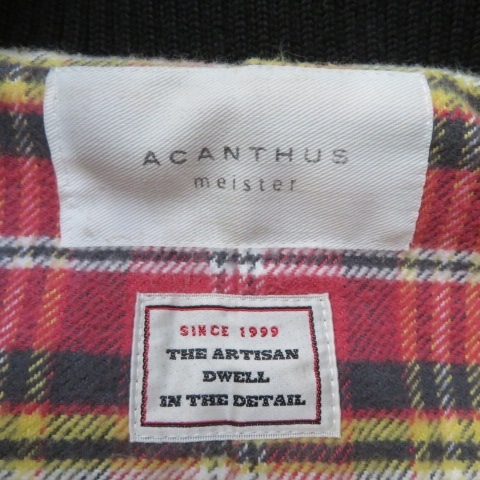 ACANTHUS
meister
SINCE 1999
THE ARTISAN
DWELL
IN THE DETAIL